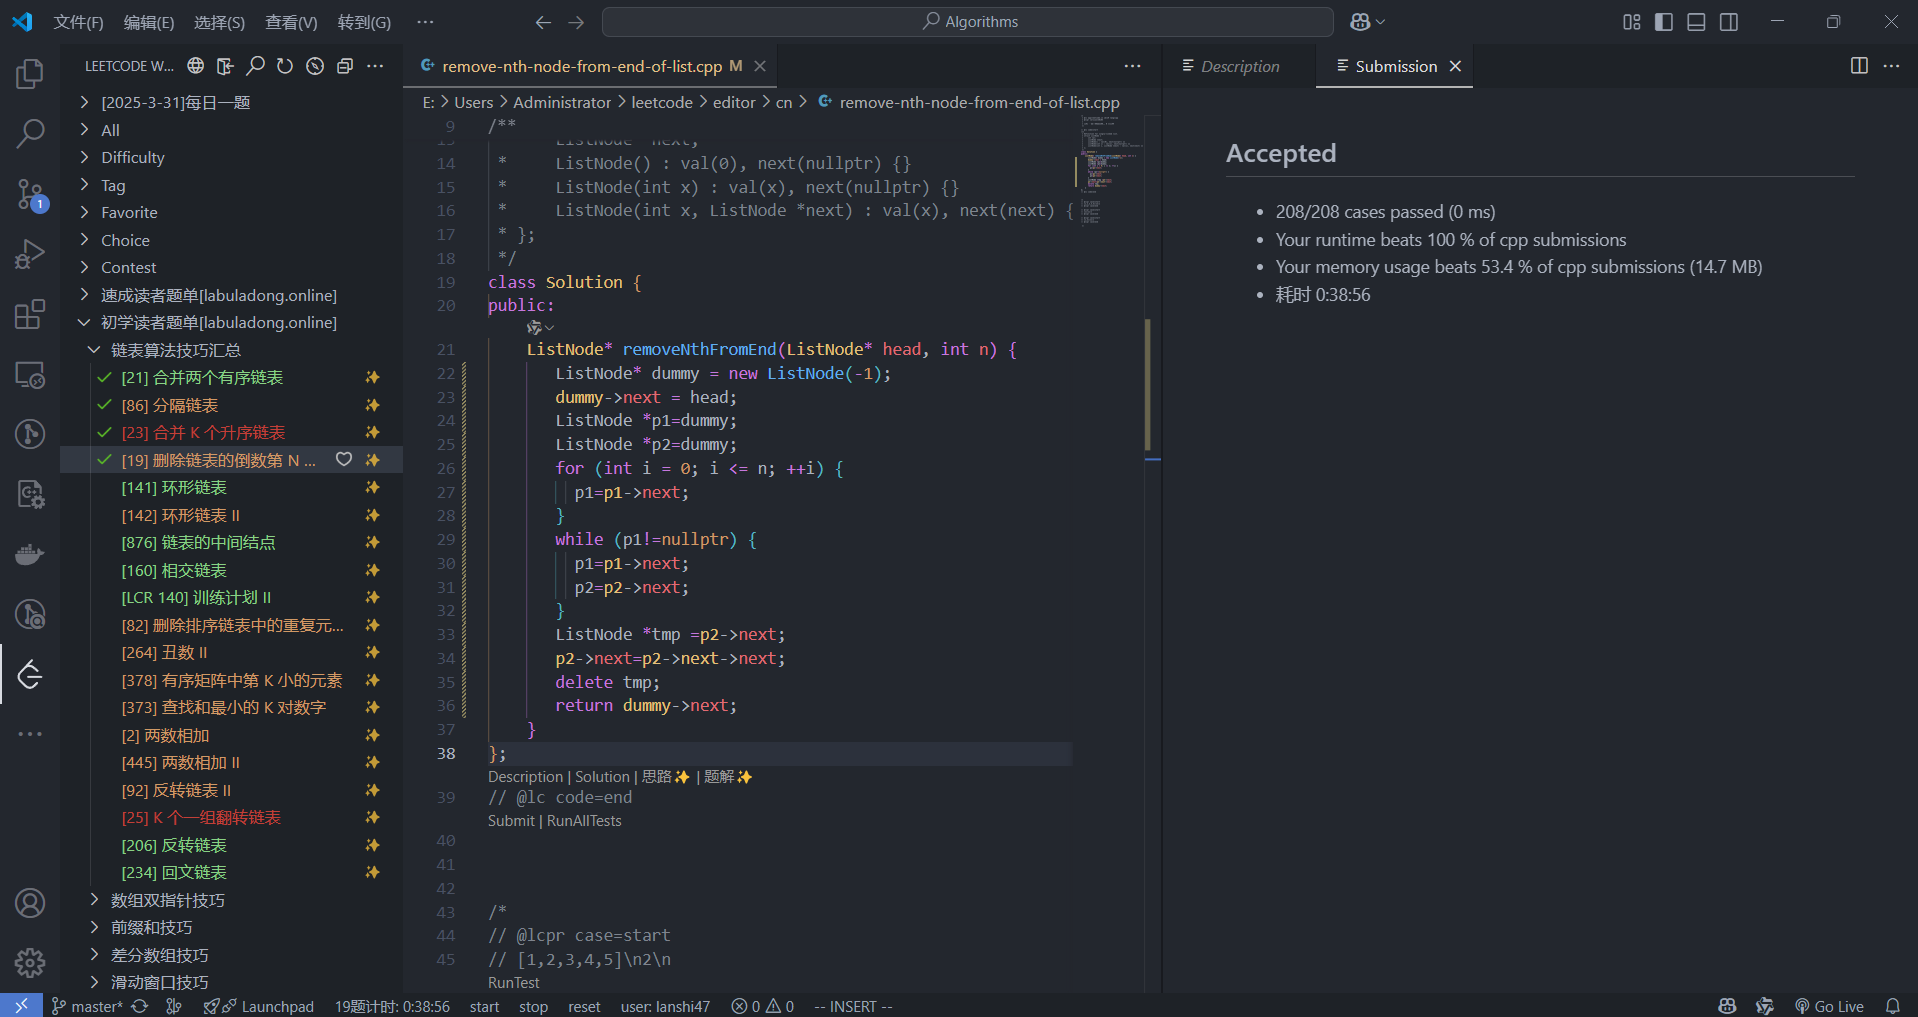 文件(F) 编辑(E) 选择(S) 查看(V) 转到(G) ··· Algorithms
LEETCODE W...
[2025-3-31]每日一题
All
Difficulty
Tag
Favorite
Choice
Contest
速成读者题单[labuladong.online]
初学读者题单[labuladong.online]
链表算法技巧汇总
[21] 合并两个有序链表
[86] 分隔链表
[23] 合并 K 个升序链表
[19] 删除链表的倒数第 N ...
[141] 环形链表
[142] 环形链表 II
[876] 链表的中间结点
[160] 相交链表
[LCR 140] 训练计划 II
[82] 删除排序链表中的重复元...
[264] 丑数 II
[378] 有序矩阵中第 K 小的元素
[373] 查找和最小的 K 对数字
[2] 两数相加
[445] 两数相加 II
[92] 反转链表 II
[25] K 个一组翻转链表
[206] 反转链表
[234] 回文链表
数组双指针技巧
前缀和技巧
差分数组技巧
滑动窗口技巧
1
remove-nth-node-from-end-of-list.cpp M
E: > Users > Administrator > leetcode > editor > cn > remove-nth-node-from-end-of-list.cpp
9 /**
14 * ListNode() : val(0), next(nullptr) {}
15 * ListNode(int x) : val(x), next(nullptr) {}
16 * ListNode(int x, ListNode *next) : val(x), next(next) {
17 * };
18 */
19 class Solution {
20 public:
21 ListNode* removeNthFromEnd(ListNode* head, int n) {
22 ListNode* dummy = new ListNode(-1);
23 dummy->next = head;
24 ListNode *p1=dummy;
25 ListNode *p2=dummy;
26 for (int i = 0; i <= n; ++i) {
27 p1=p1->next;
28 }
29 while (p1!=nullptr) {
30 p1=p1->next;
31 p2=p2->next;
32 }
33 ListNode *tmp =p2->next;
34 p2->next=p2->next->next;
35 delete tmp;
36 return dummy->next;
37 }
38 };
Description | Solution | 思路✨ | 题解✨
39 // @lc code=end
Submit | RunAllTests
40
41
42
43 /*
44 // @lcpr case=start
45 // [1,2,3,4,5]\n2\n
RunTest
Description
Submission
Accepted
• 208/208 cases passed (0 ms)
• Your runtime beats 100 % of cpp submissions
• Your memory usage beats 53.4 % of cpp submissions (14.7 MB)
• 耗时 0:38:56
master* Launchpad 19题计时: 0:38:56 start stop reset user: lanshi47 0 0 -- INSERT -- Go Live